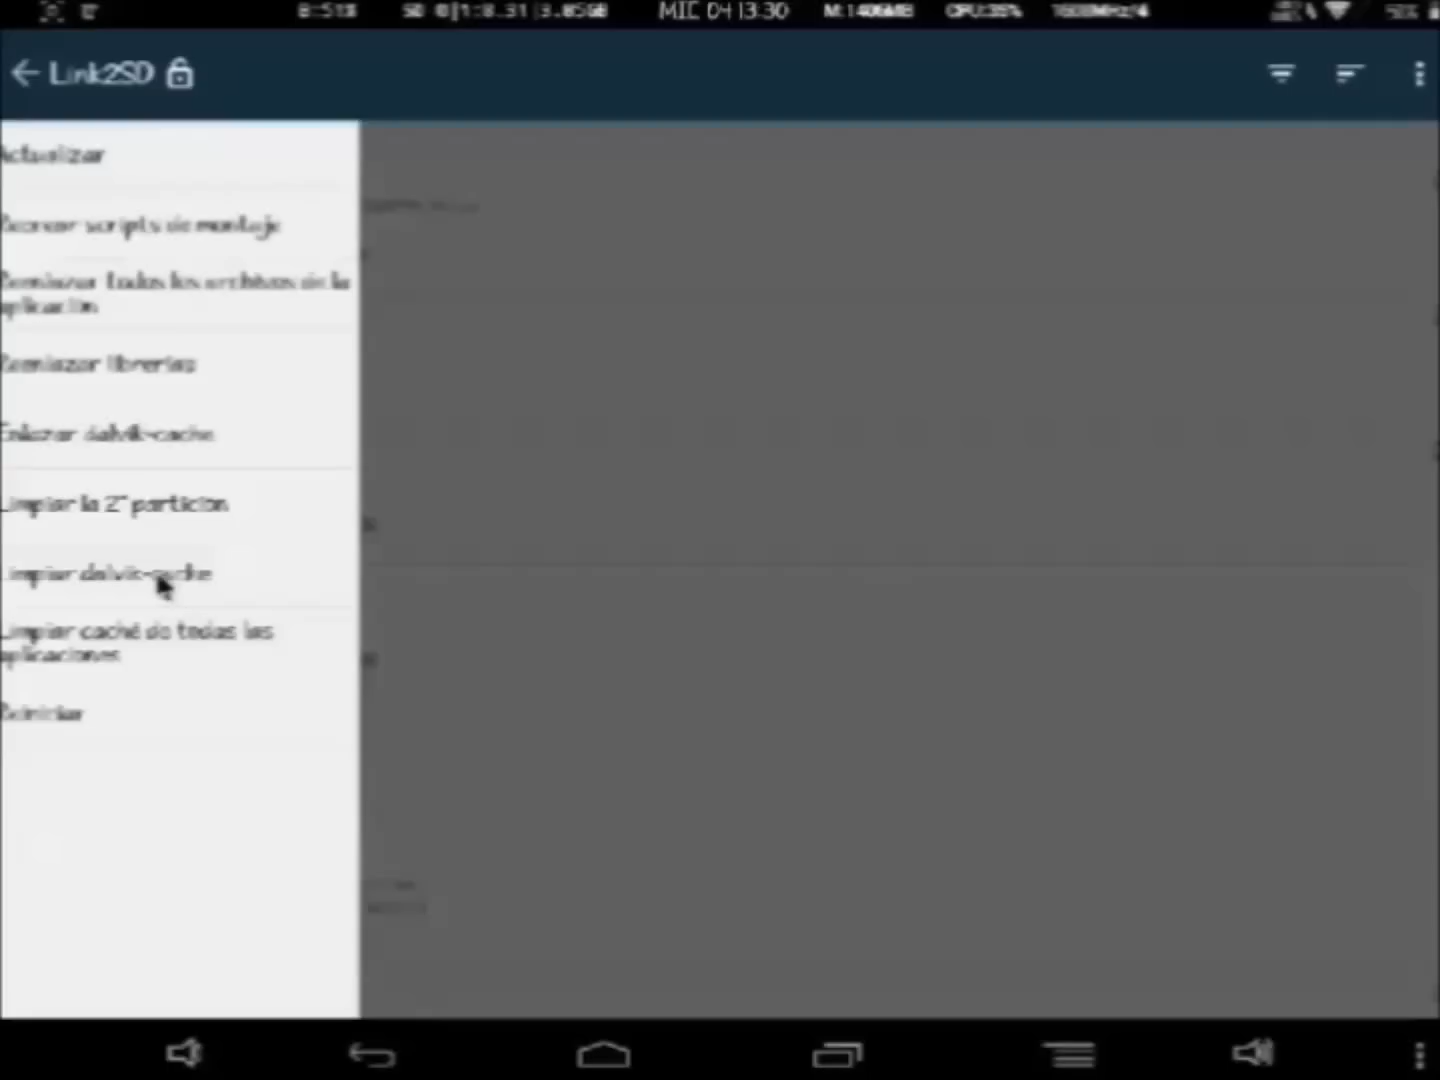 MIE 04 13:30
Link2SD
Actualizar
Recrear scripts de montaje
Reenlazar todos los archivos de la
aplicación
Reenlazar librerías
Enlazar dalvik-cache
Limpiar la 2ª partición
Limpiar dalvik-cache
Limpiar caché de todas las
aplicaciones
Reiniciar